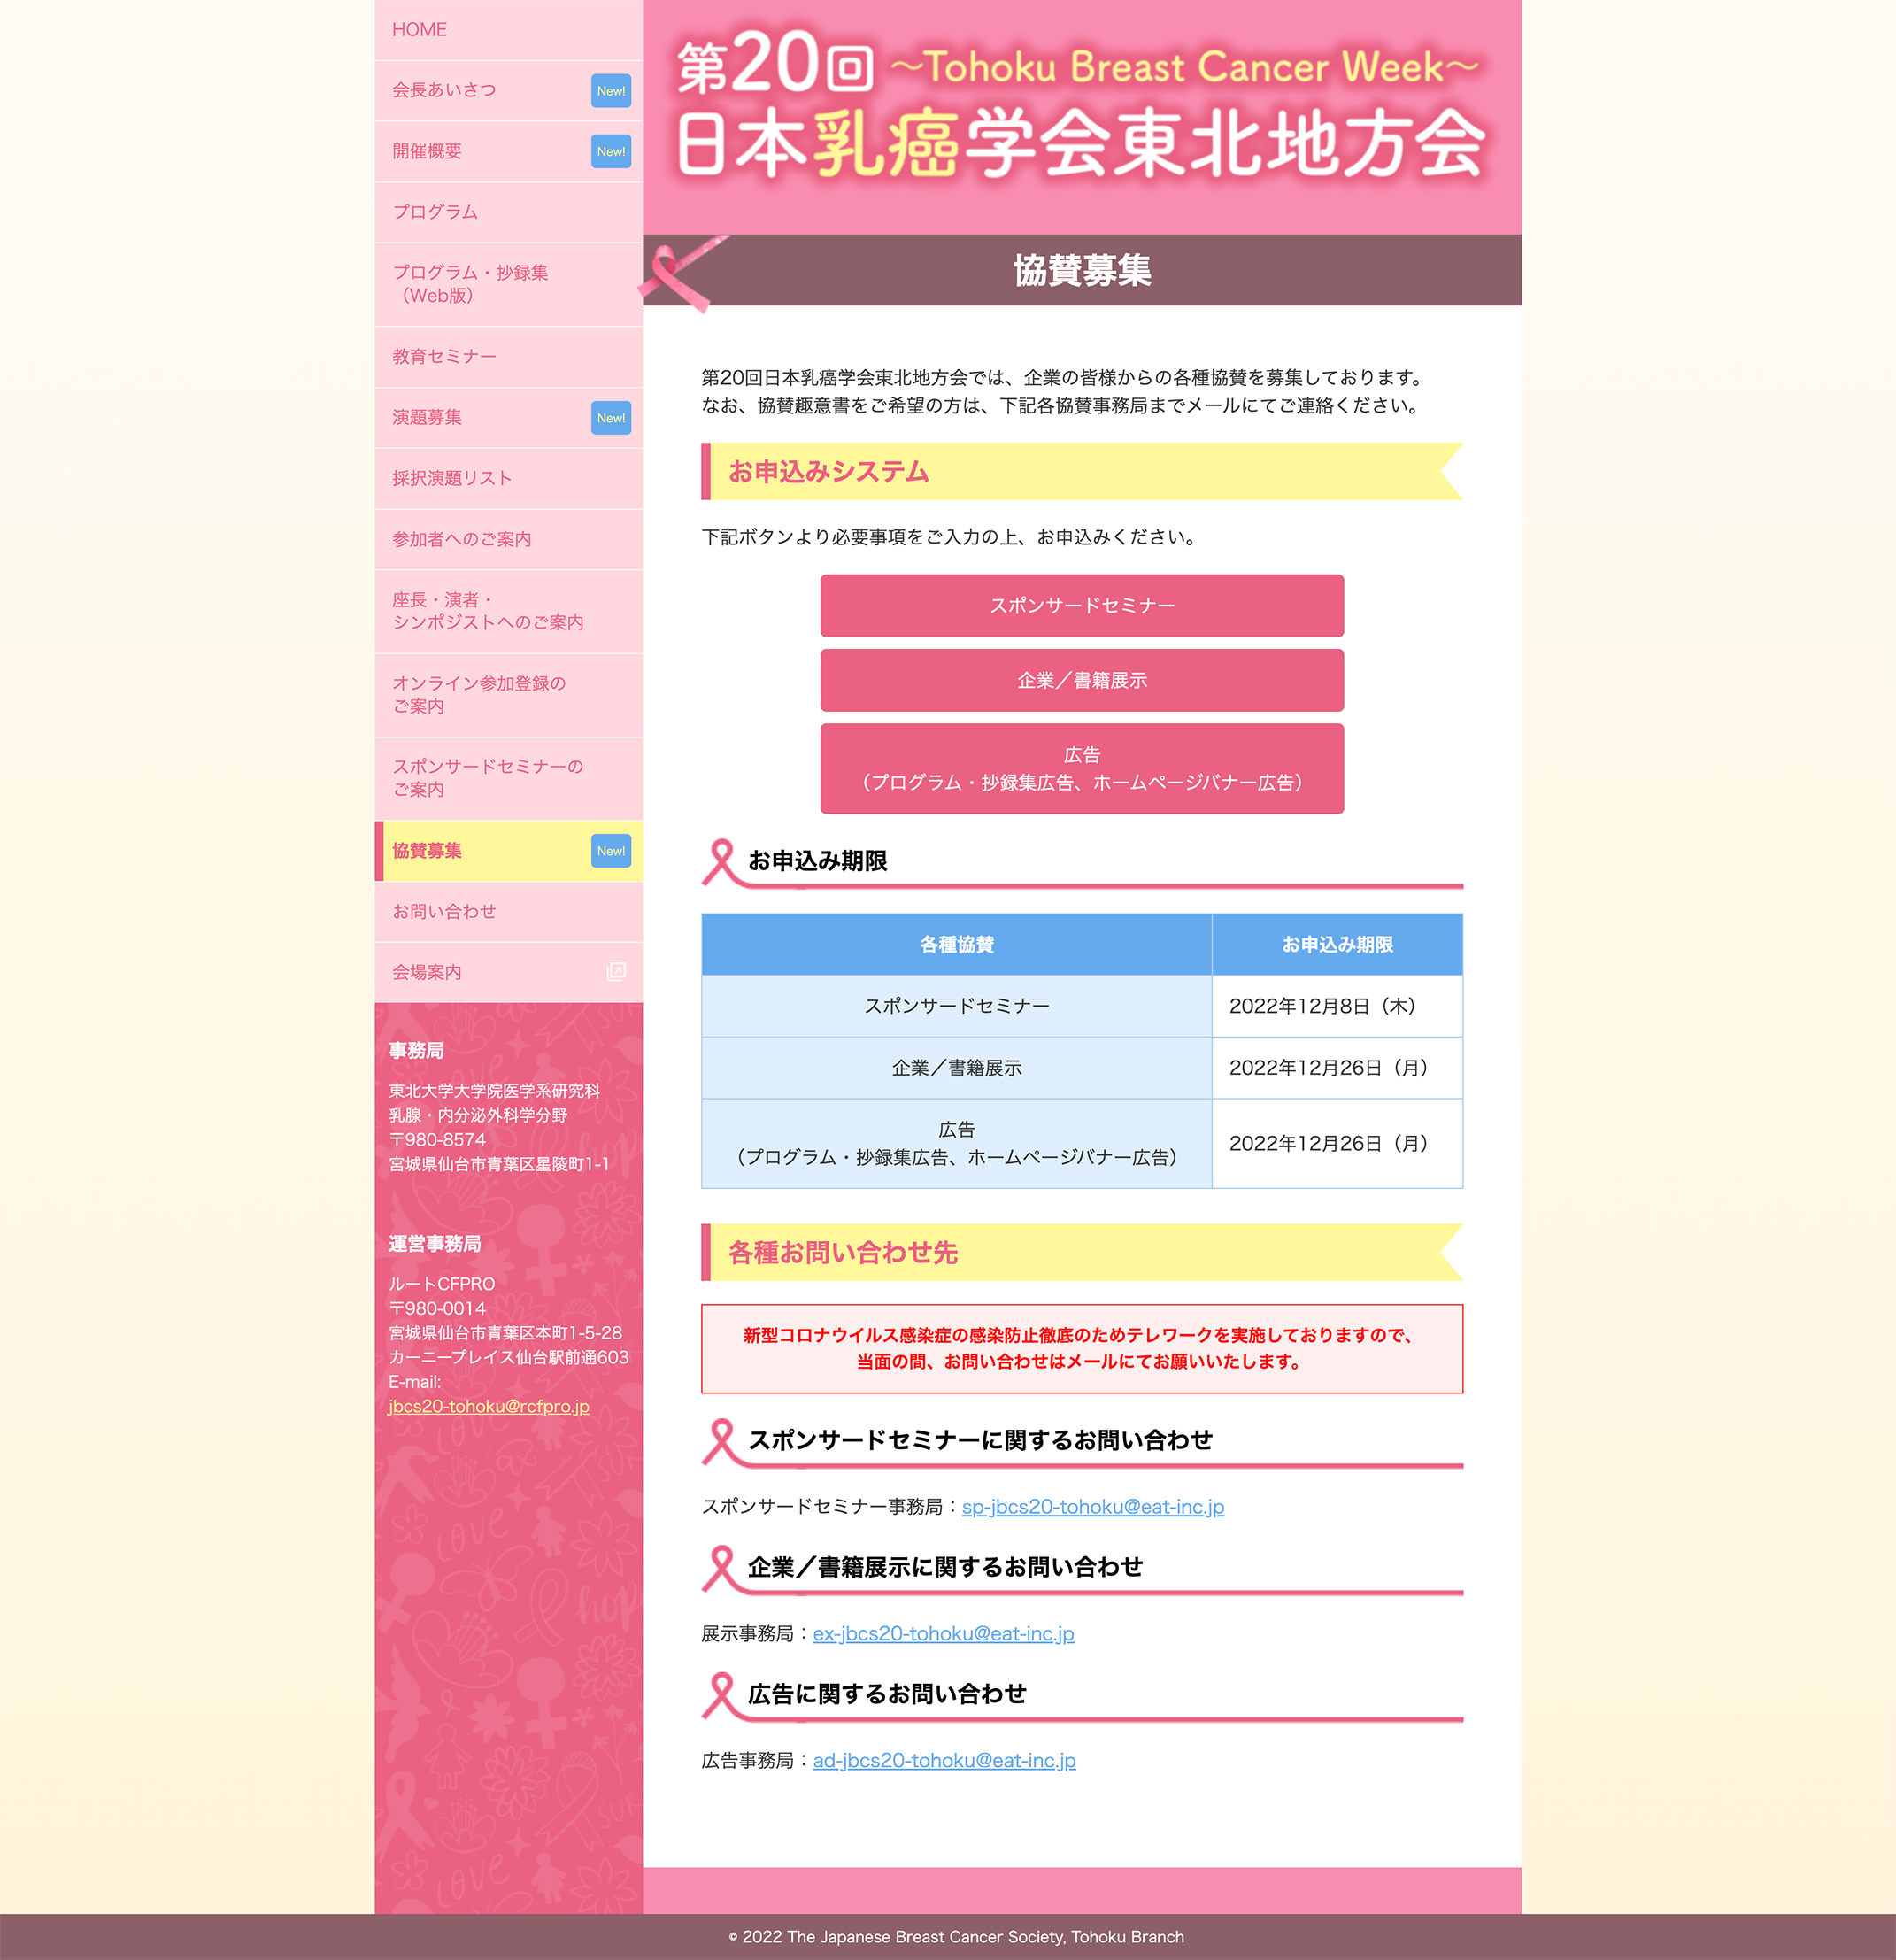 HOME
会長あいさつ
New!
開催概要
New!
プログラム
プログラム・抄録集
（Web版）
教育セミナー
演題募集
New!
採択演題リスト
参加者へのご案内
座長・演者・
シンポジストへのご案内
オンライン参加登録の
ご案内
スポンサードセミナーの
ご案内
協賛募集
New!
お問い合わせ
会場案内
事務局
東北大学大学院医学系研究科
乳腺・内分泌外科学分野
〒980-8574
宮城県仙台市青葉区星陵町1-1
運営事務局
ルートCFPRO
〒980-0014
宮城県仙台市青葉区本町1-5-28
カーニープレイス仙台駅前通603
E-mail:
jbcs20-tohoku@rcfpro.jp
第20回 〜Tohoku Breast Cancer Week〜
日本乳癌学会東北地方会
協賛募集
第20回日本乳癌学会東北地方会では、企業の皆様からの各種協賛を募集しております。
なお、協賛趣意書をご希望の方は、下記各協賛事務局までメールにてご連絡ください。
お申込みシステム
下記ボタンより必要事項をご入力の上、お申込みください。
スポンサードセミナー
企業／書籍展示
広告
（プログラム・抄録集広告、ホームページバナー広告）
お申込み期限
各種協賛 お申込み期限
スポンサードセミナー 2022年12月8日（木）
企業／書籍展示 2022年12月26日（月）
広告
（プログラム・抄録集広告、ホームページバナー広告） 2022年12月26日（月）
各種お問い合わせ先
新型コロナウイルス感染症の感染防止徹底のためテレワークを実施しておりますので、
当面の間、お問い合わせはメールにてお願いいたします。
スポンサードセミナーに関するお問い合わせ
スポンサードセミナー事務局：sp-jbcs20-tohoku@eat-inc.jp
企業／書籍展示に関するお問い合わせ
展示事務局：ex-jbcs20-tohoku@eat-inc.jp
広告に関するお問い合わせ
広告事務局：ad-jbcs20-tohoku@eat-inc.jp
© 2022 The Japanese Breast Cancer Society, Tohoku Branch